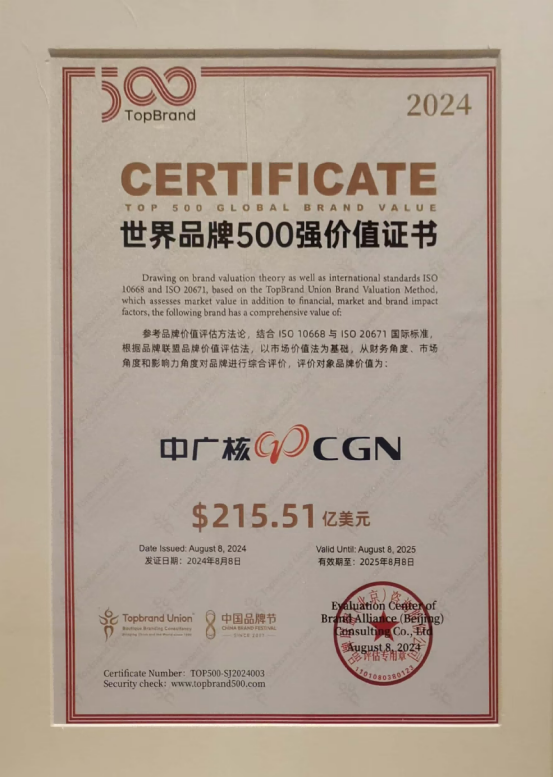 500
TopBrand
2024
CERTIFICATE
TOP 500 GLOBAL BRAND VALUE
世界品牌500强价值证书
Drawing on brand valuation theory as well as international standards ISO
10668 and ISO 20671, based on the TopBrand Union Brand Valuation Method,
which assesses market value in addition to financial, market and brand impact
factors, the following brand has a comprehensive value of:
参考品牌价值评估方法论，结合 ISO 10668 与 ISO 20671 国际标准，
根据品牌联盟品牌价值评估法，以市场价值法为基础，从财务角度、市场
角度和影响力角度对品牌进行综合评价，评价对象品牌价值为：
中广核 CGN
$215.51 亿美元
Date Issued: August 8, 2024
发证日期：2024年8月8日
Valid Until: August 8, 2025
有效期至：2025年8月8日
Topbrand Union
中国品牌节
CHINA BRAND FESTIVAL
SINCE 2007
Evaluation Center of
Brand Alliance (Beijing)
Consulting Co., Ltd
August 8, 2024
评估专用章
Certificate Number: TOP500-SJ2024003
Security check: www.topbrand500.com